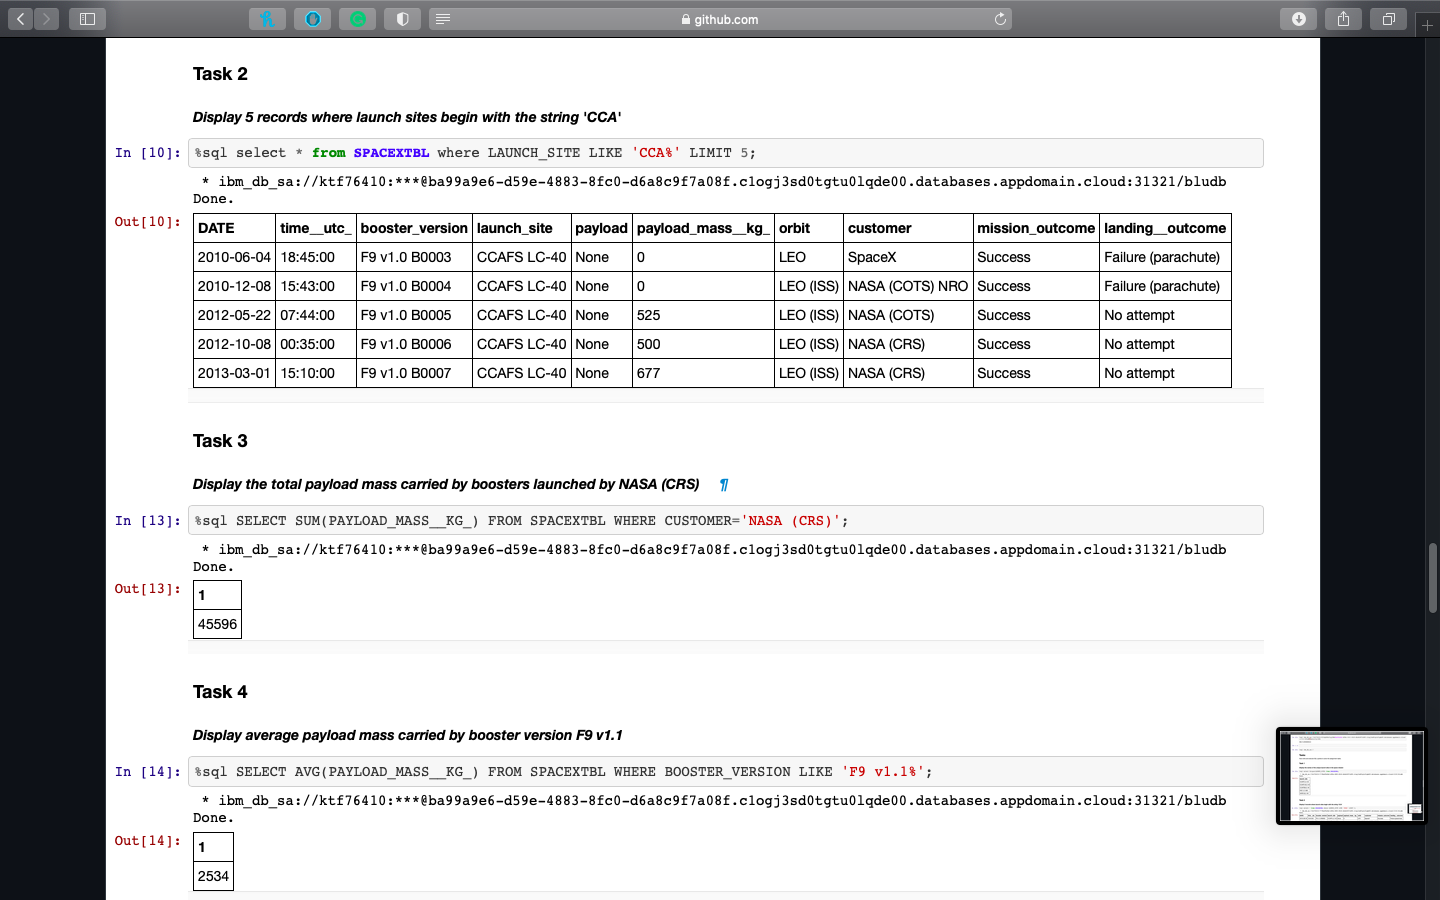 github.com
Task 2
Display 5 records where launch sites begin with the string 'CCA'
In [10]: %sql select * from SPACEXTBL where LAUNCH_SITE LIKE 'CCA%' LIMIT 5;
* ibm_db_sa://ktf76410:***@ba99a9e6-d59e-4883-8fc0-d6a8c9f7a08f.c1ogj3sd0tgtu0lqde00.databases.appdomain.cloud:31321/bludb
Done.
Out[10]:
DATE time__utc_ booster_version launch_site payload payload_mass__kg_ orbit customer mission_outcome landing__outcome
2010-06-04 18:45:00 F9 v1.0 B0003 CCAFS LC-40 None 0 LEO SpaceX Success Failure (parachute)
2010-12-08 15:43:00 F9 v1.0 B0004 CCAFS LC-40 None 0 LEO (ISS) NASA (COTS) NRO Success Failure (parachute)
2012-05-22 07:44:00 F9 v1.0 B0005 CCAFS LC-40 None 525 LEO (ISS) NASA (COTS) Success No attempt
2012-10-08 00:35:00 F9 v1.0 B0006 CCAFS LC-40 None 500 LEO (ISS) NASA (CRS) Success No attempt
2013-03-01 15:10:00 F9 v1.0 B0007 CCAFS LC-40 None 677 LEO (ISS) NASA (CRS) Success No attempt
Task 3
Display the total payload mass carried by boosters launched by NASA (CRS) ¶
In [13]: %sql SELECT SUM(PAYLOAD_MASS__KG_) FROM SPACEXTBL WHERE CUSTOMER='NASA (CRS)';
* ibm_db_sa://ktf76410:***@ba99a9e6-d59e-4883-8fc0-d6a8c9f7a08f.c1ogj3sd0tgtu0lqde00.databases.appdomain.cloud:31321/bludb
Done.
Out[13]:
1
45596
Task 4
Display average payload mass carried by booster version F9 v1.1
In [14]: %sql SELECT AVG(PAYLOAD_MASS__KG_) FROM SPACEXTBL WHERE BOOSTER_VERSION LIKE 'F9 v1.1%';
* ibm_db_sa://ktf76410:***@ba99a9e6-d59e-4883-8fc0-d6a8c9f7a08f.c1ogj3sd0tgtu0lqde00.databases.appdomain.cloud:31321/bludb
Done.
Out[14]:
1
2534